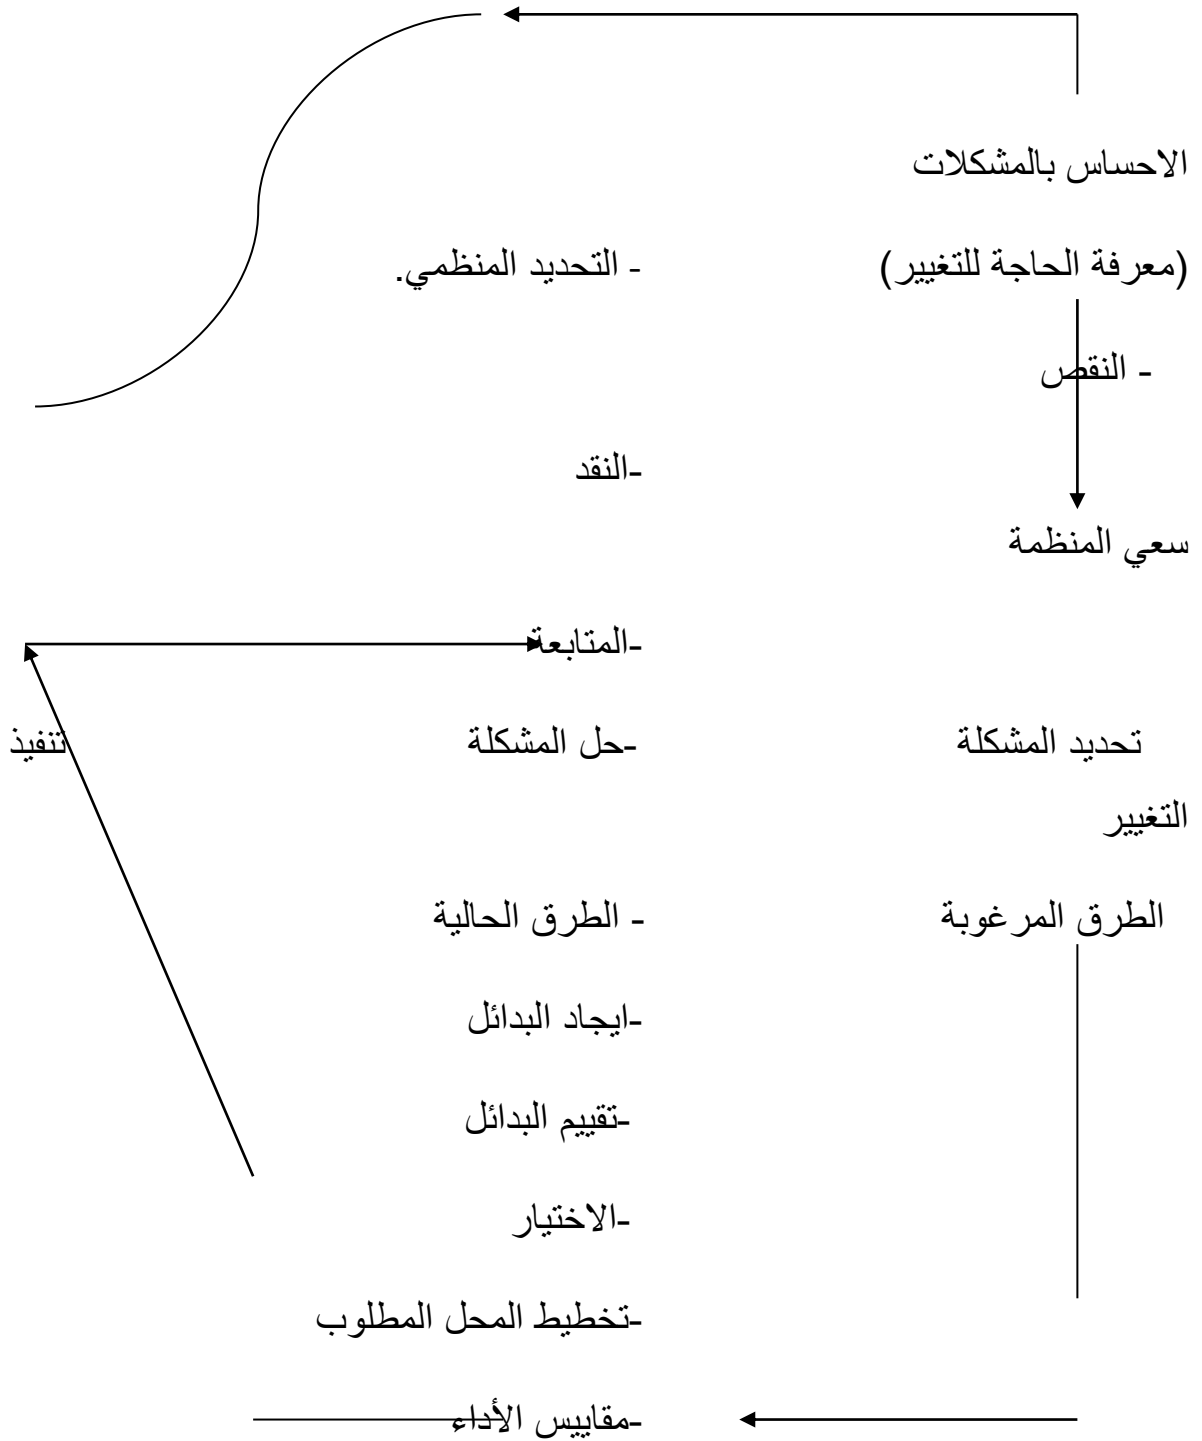 الاحساس بالمشكلات
(معرفة الحاجة للتغيير) - التحديد المنظمي.
- النقص
-النقد
سعي المنظمة
-المتابعة
تحديد المشكلة -حل المشكلة تنفيذ
التغيير
الطرق المرغوبة - الطرق الحالية
-ايجاد البدائل
-تقييم البدائل
-الاختيار
-تخطيط المحل المطلوب
-مقاييس الأداء